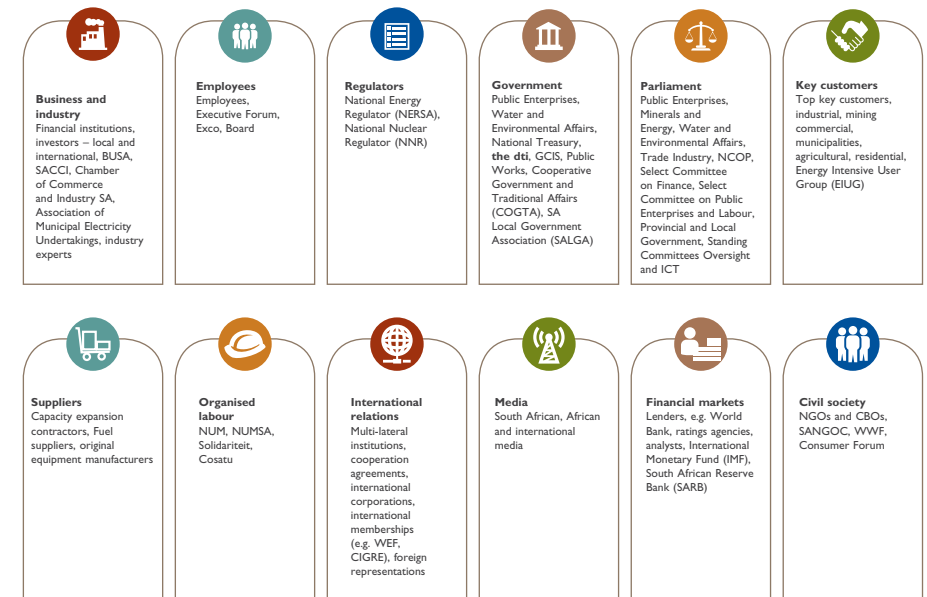 Business and
industry
Financial institutions,
investors – local and
international, BUSA,
SACCI, Chamber
of Commerce
and Industry SA,
Association of
Municipal Electricity
Undertakings, industry
experts
Employees
Employees,
Executive Forum,
Exco, Board
Regulators
National Energy
Regulator (NERSA),
National Nuclear
Regulator (NNR)
Government
Public Enterprises,
Water and
Environmental Affairs,
National Treasury,
the dti, GCIS, Public
Works, Cooperative
Government and
Traditional Affairs
(COGTA), SA
Local Government
Association (SALGA)
Parliament
Public Enterprises,
Minerals and
Energy, Water and
Environmental Affairs,
Trade Industry, NCOP,
Select Committee
on Finance, Select
Committee on Public
Enterprises and Labour,
Provincial and Local
Government, Standing
Committees Oversight
and ICT
Key customers
Top key customers,
industrial, mining
commercial,
municipalities,
agricultural, residential,
Energy Intensive User
Group (EIUG)
Suppliers
Capacity expansion
contractors, Fuel
suppliers, original
equipment manufacturers
Organised
labour
NUM, NUMSA,
Solidariteit,
Cosatu
International
relations
Multi-lateral
institutions,
cooperation
agreements,
international
corporations,
international
memberships
(e.g. WEF,
CIGRE), foreign
representations
Media
South African, African
and international
media
Financial markets
Lenders, e.g. World
Bank, ratings agencies,
analysts, International
Monetary Fund (IMF),
South African Reserve
Bank (SARB)
Civil society
NGOs and CBOs,
SANGOC, WWF,
Consumer Forum